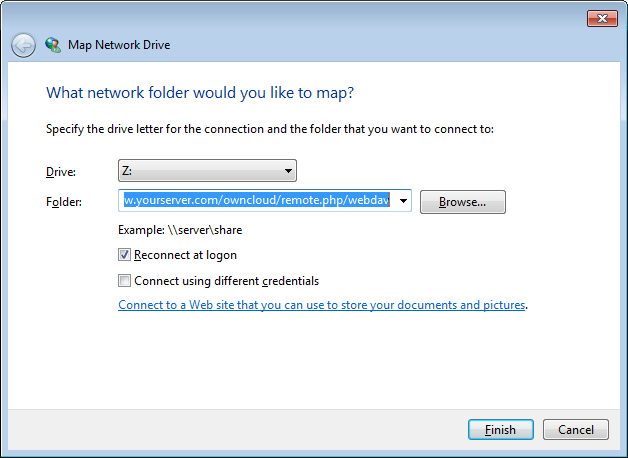 Map Network Drive
What network folder would you like to map?
Specify the drive letter for the connection and the folder that you want to connect to:
Drive: Z:
Folder: w.yourserver.com/owncloud/remote.php/webdav Browse...
Example: \\server\share
Reconnect at logon
Connect using different credentials
Connect to a Web site that you can use to store your documents and pictures.
Finish Cancel